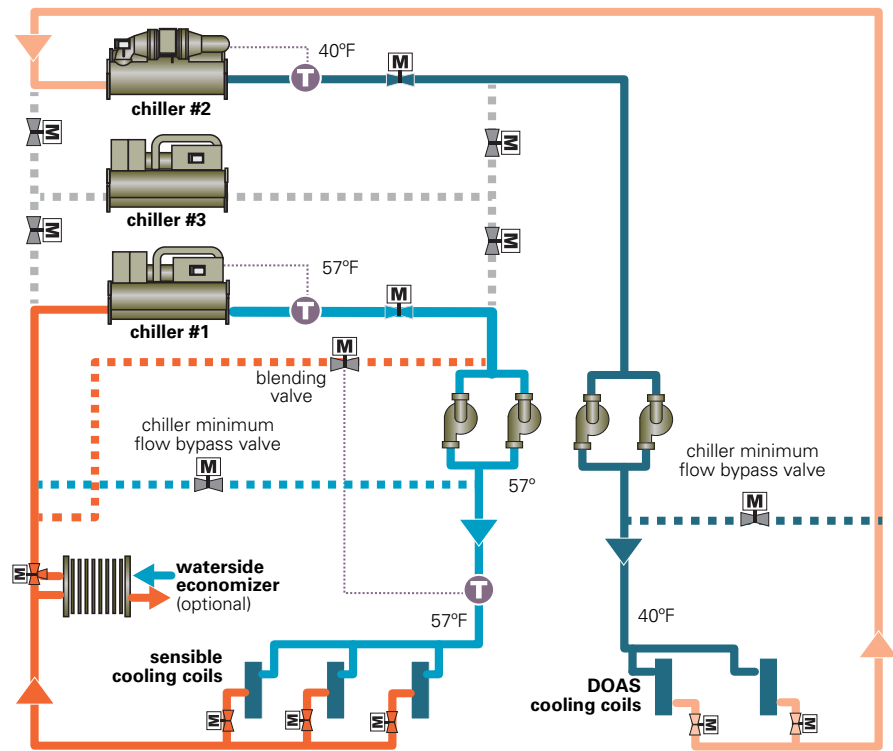 40ºF
T
M
chiller #2
M
M
chiller #3
M
M
57ºF
M
T
chiller #1
M
blending
valve
chiller minimum
flow bypass valve
M
57º
chiller minimum
flow bypass valve
M
M
waterside
economizer
(optional)
T
57ºF
40ºF
sensible
cooling coils
DOAS
cooling coils
M
M
M
M
M